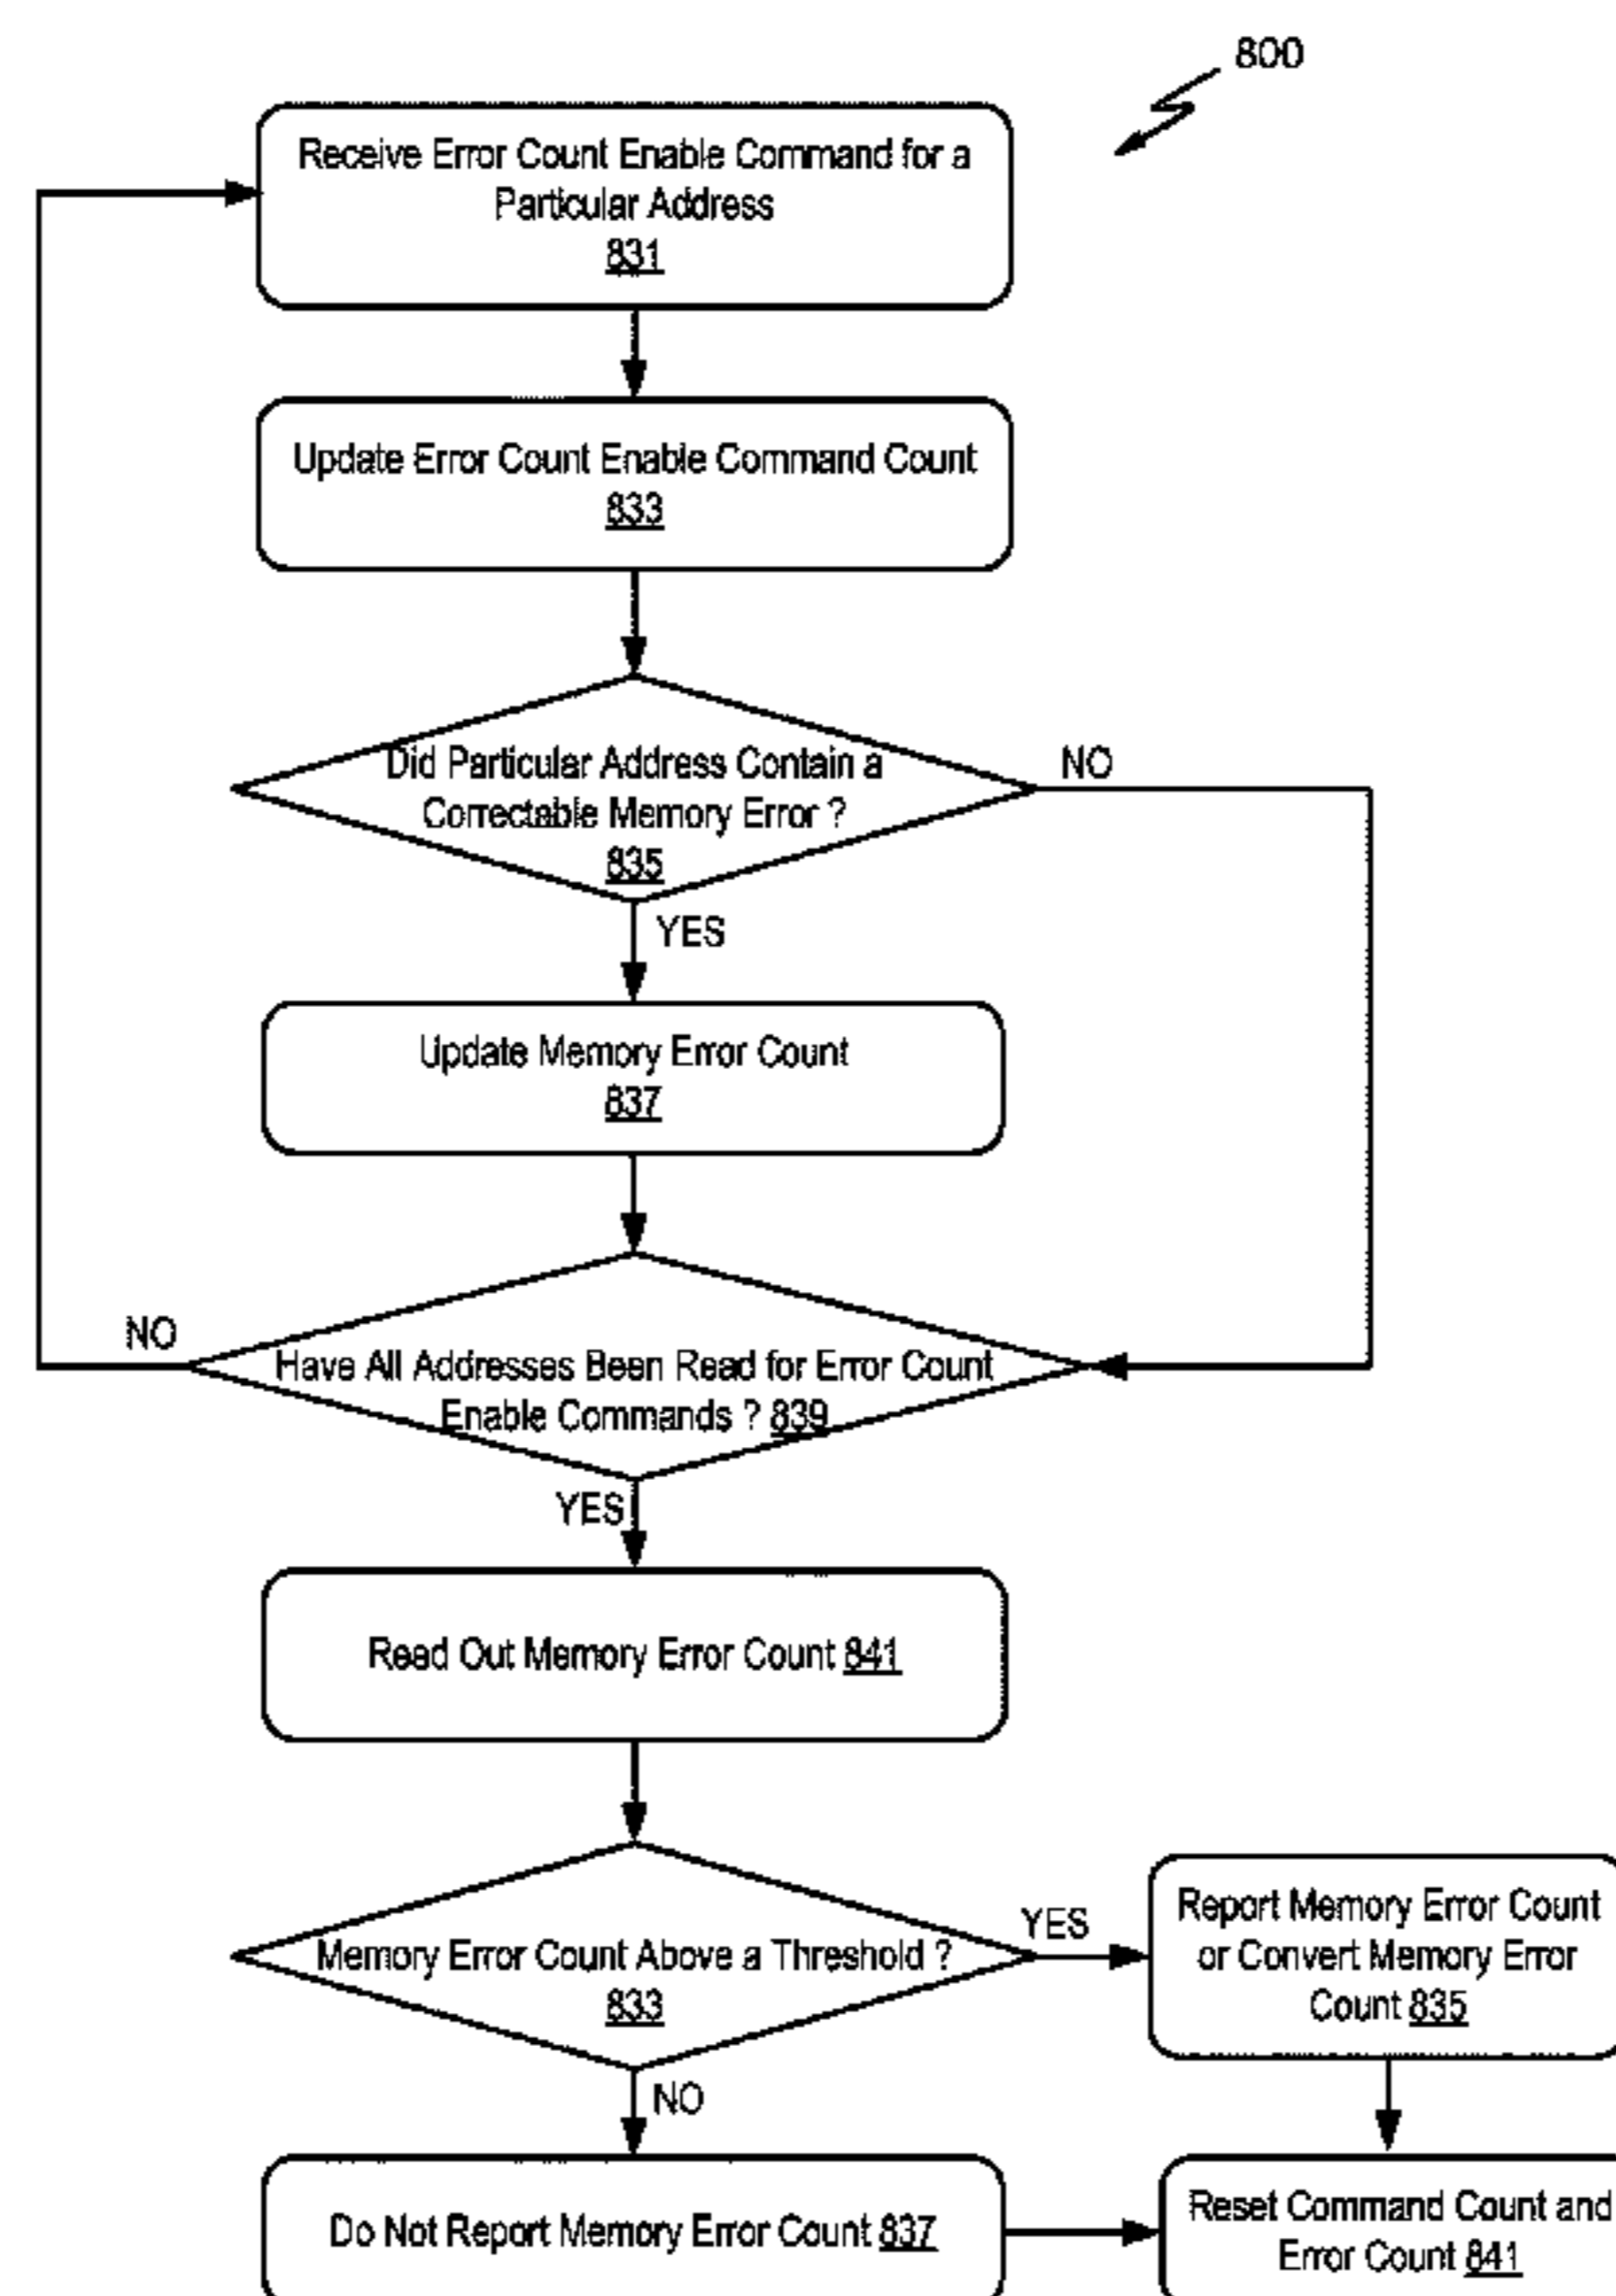 800
Receive Error Count Enable Command for a
Particular Address
831
Update Error Count Enable Command Count
833
Did Particular Address Contain a
Correctable Memory Error ?
835
NO
YES
Update Memory Error Count
837
NO
Have All Addresses Been Read for Error Count
Enable Commands ? 839
YES
Read Out Memory Error Count 841
Memory Error Count Above a Threshold ?
833
YES
Report Memory Error Count
or Convert Memory Error
Count 835
NO
Do Not Report Memory Error Count 837
Reset Command Count and
Error Count 841